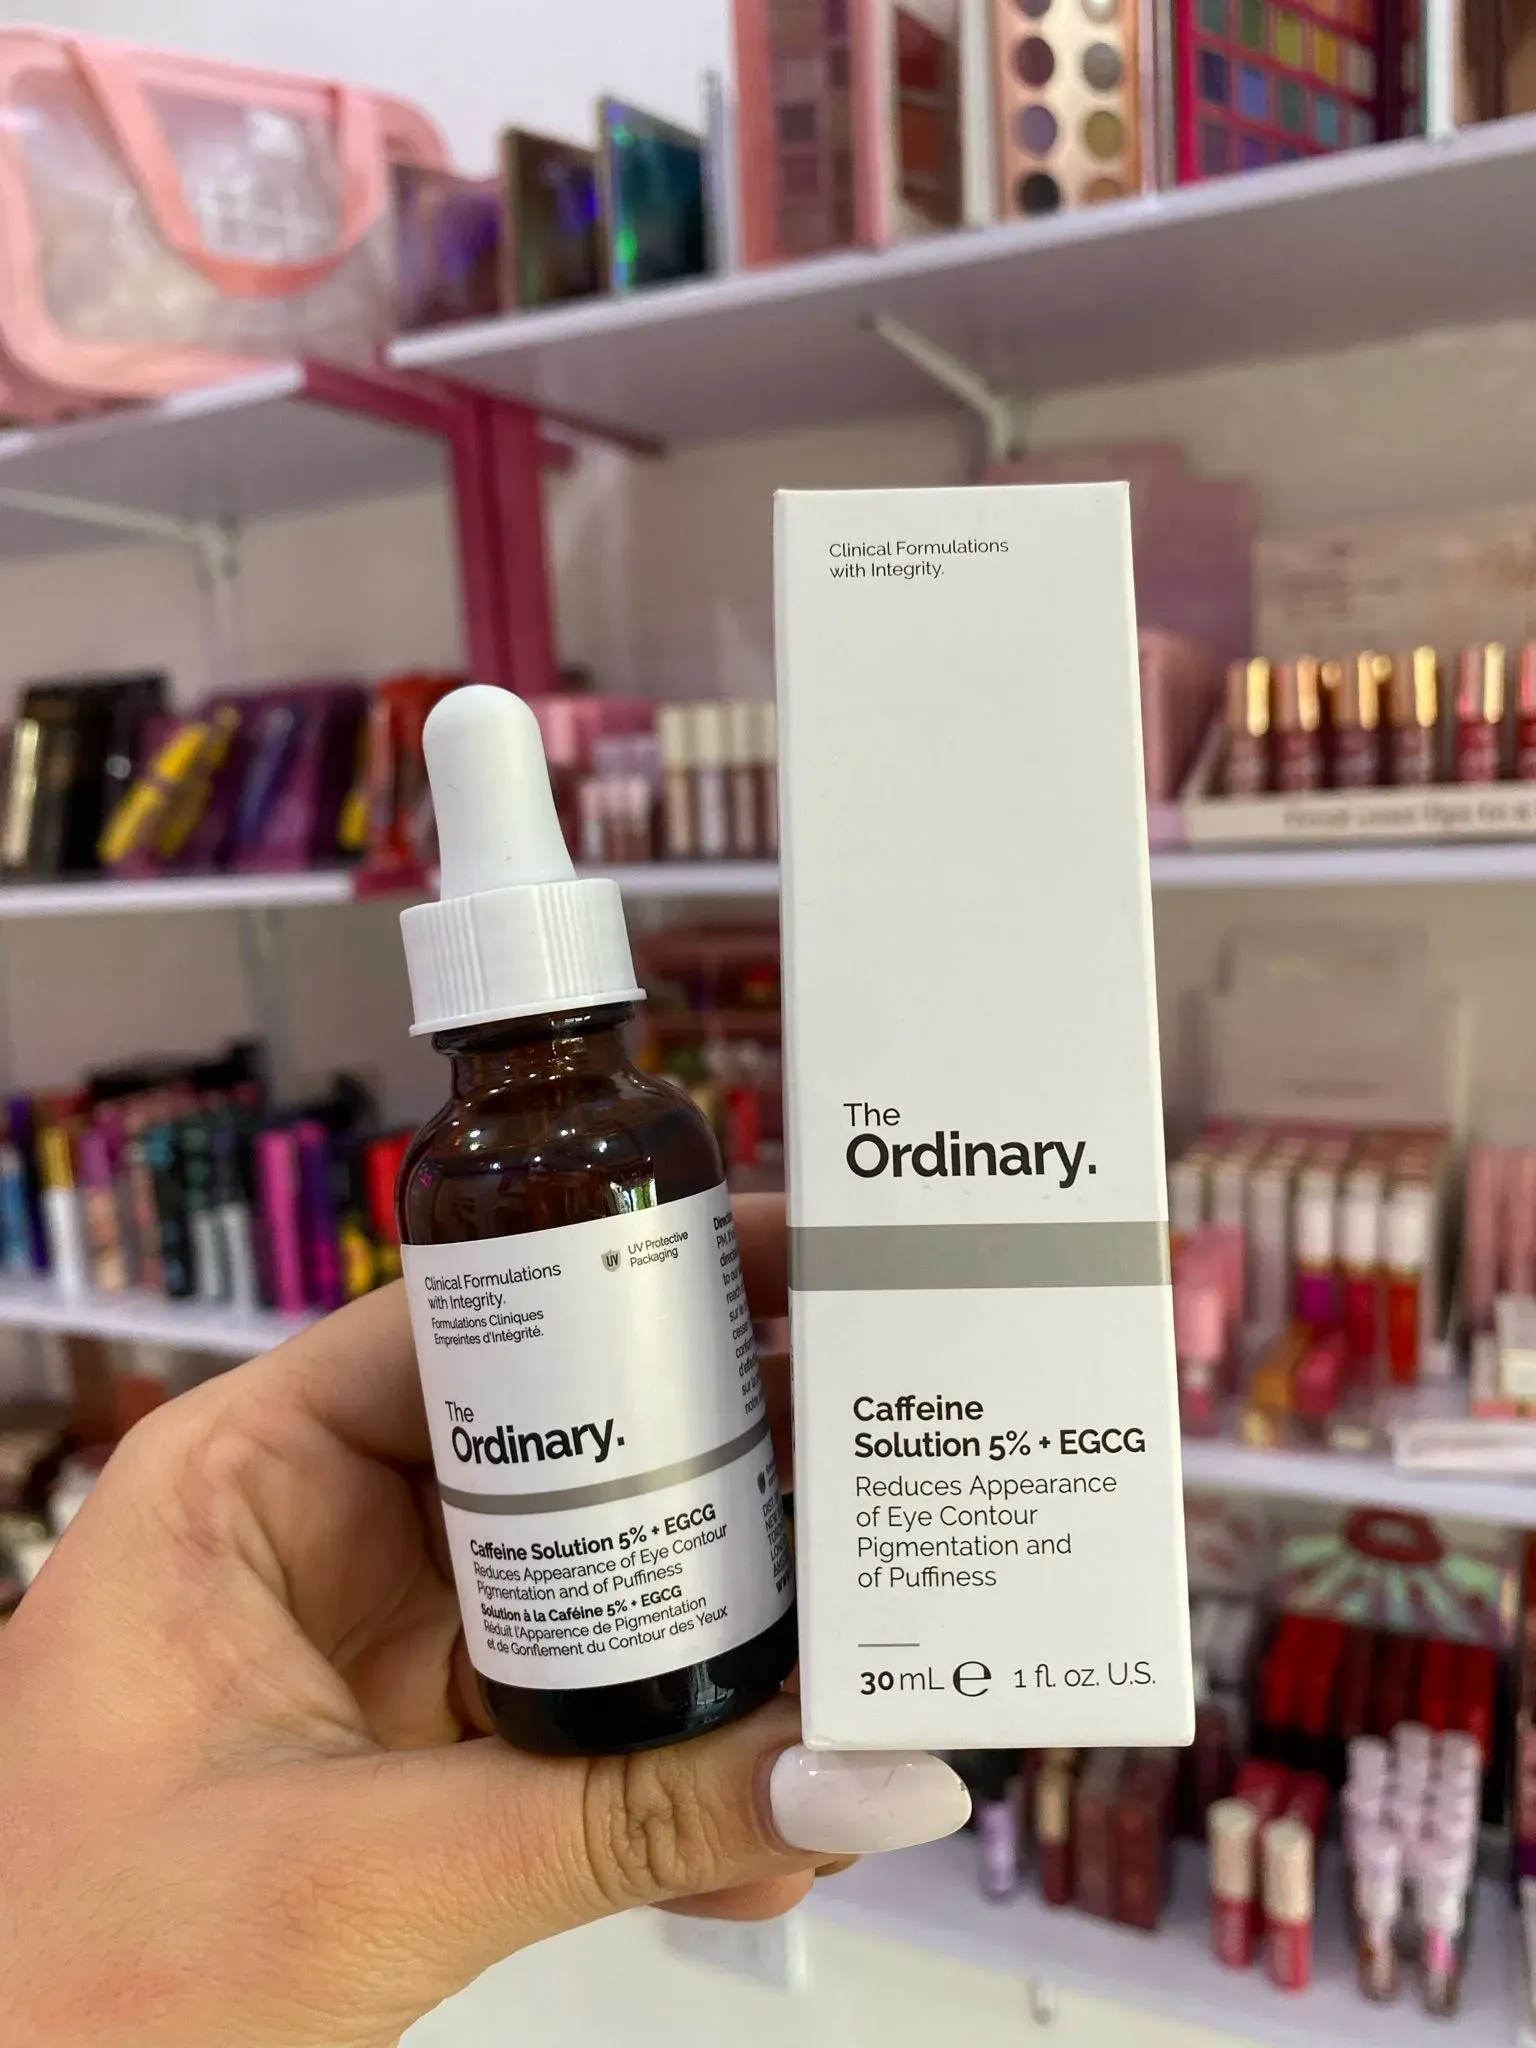 Clinical Formulations
with Integrity.
The
Ordinary.
Caffeine
Solution 5% + EGCG
Reduces Appearance
of Eye Contour
Pigmentation and
of Puffiness
30 mL e 1 fl. oz. U.S.
UV
UV Protective
Packaging
Clinical Formulations
with Integrity.
Formulations Cliniques
Empreintes d'Intégrité.
The
Ordinary.
Caffeine Solution 5% + EGCG
Reduces Appearance of Eye Contour
Pigmentation and of Puffiness
Solution à la Caféine 5% + EGCG
Réduit l'Apparence de Pigmentation
et de Gonflement du Contour des Yeux